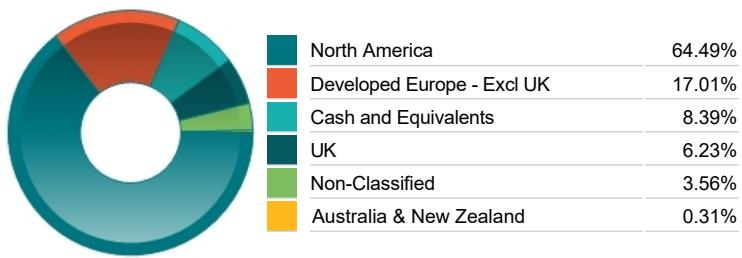 North America 64.49%
Developed Europe - Excl UK 17.01%
Cash and Equivalents 8.39%
UK 6.23%
Non-Classified 3.56%
Australia & New Zealand 0.31%